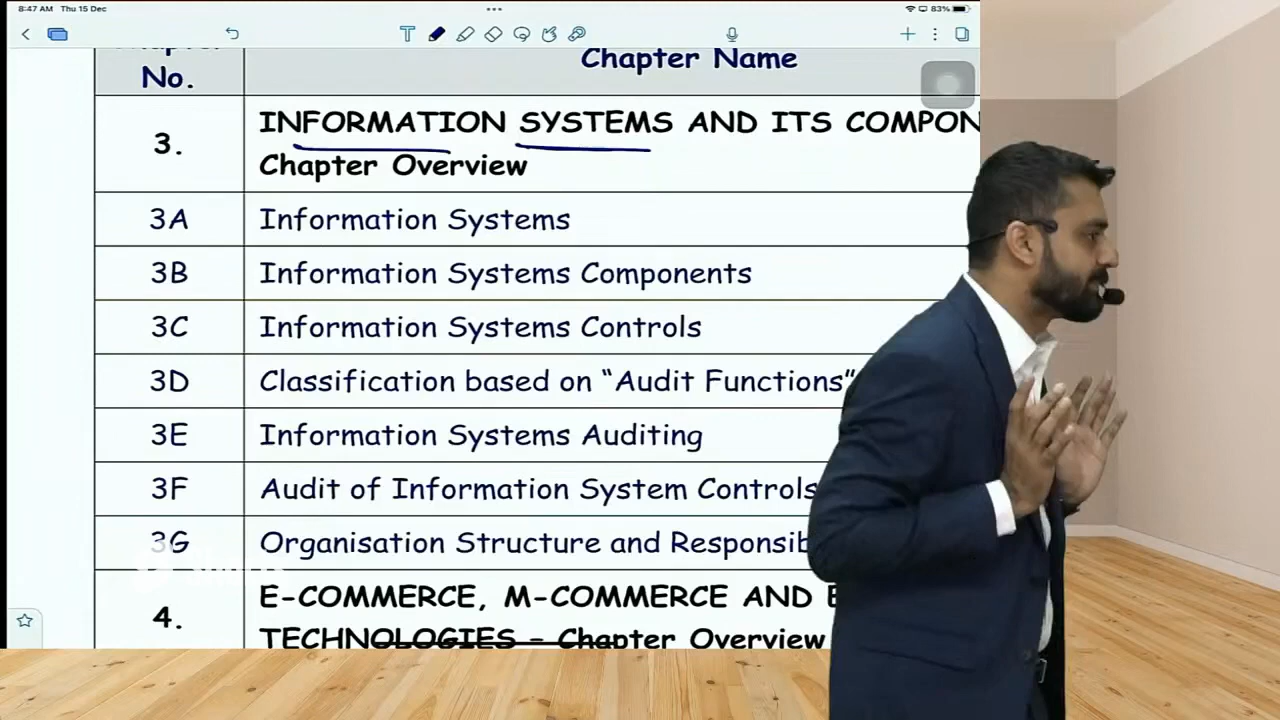 8:47 AM Thu 15 Dec
83%
T
Chapter Name
No.
3.
INFORMATION SYSTEMS AND ITS
Chapter Overview
3A
Information Systems
3B
Information Systems Components
3C
Information Systems Controls
3D
Classification based on “Audit Functions”
3E
Information Systems Auditing
3F
Audit of Information System Controls
3G
Organisation Structure and
4.
E-COMMERCE, M-COMMERCE AND
TECHNOLOGIES – Chapter Overview